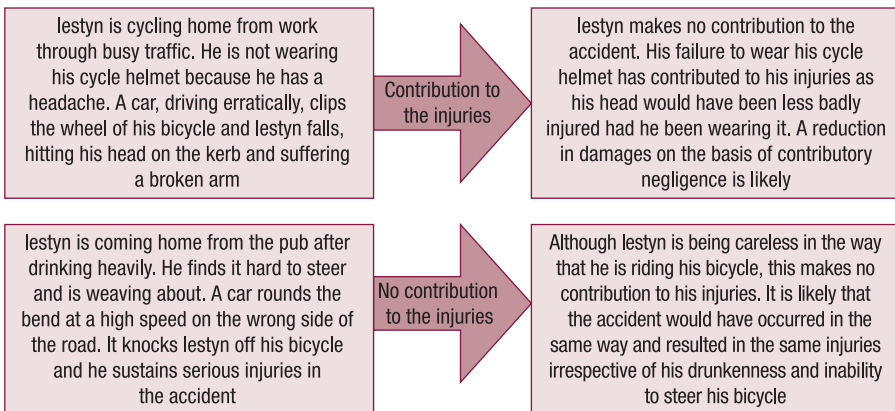 Iestyn is cycling home from work
through busy traffic. He is not wearing
his cycle helmet because he has a
headache. A car, driving erratically, clips
the wheel of his bicycle and Iestyn falls,
hitting his head on the kerb and suffering
a broken arm
Contribution to
the injuries
Iestyn makes no contribution to the
accident. His failure to wear his cycle
helmet has contributed to his injuries as
his head would have been less badly
injured had he been wearing it. A reduction
in damages on the basis of contributory
negligence is likely
Iestyn is coming home from the pub after
drinking heavily. He finds it hard to steer
and is weaving about. A car rounds the
bend at a high speed on the wrong side of
the road. It knocks Iestyn off his bicycle
and he sustains serious injuries in
the accident
No contribution
to the injuries
Although Iestyn is being careless in the way
that he is riding his bicycle, this makes no
contribution to his injuries. It is likely that
the accident would have occurred in the
same way and resulted in the same injuries
irrespective of his drunkenness and inability
to steer his bicycle